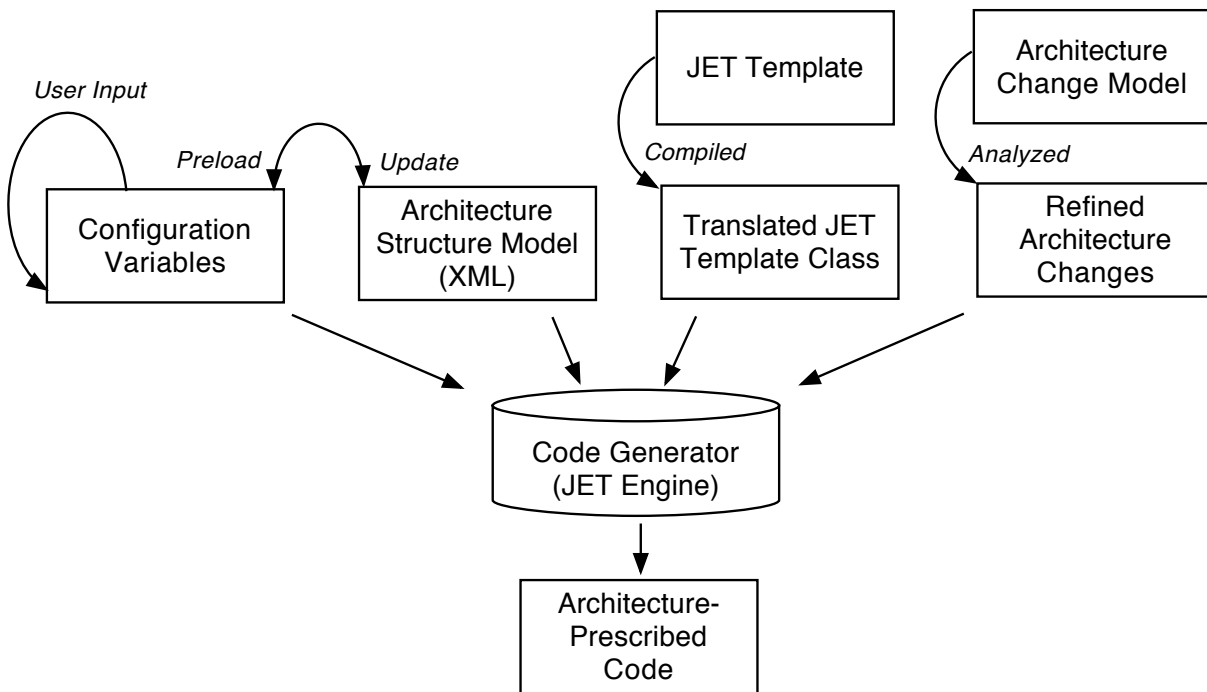 JET Template
Architecture
Change Model
User Input
Preload
Update
Compiled
Analyzed
Configuration
Variables
Architecture
Structure Model
(XML)
Translated JET
Template Class
Refined
Architecture
Changes
Code Generator
(JET Engine)
Architecture-
Prescribed
Code